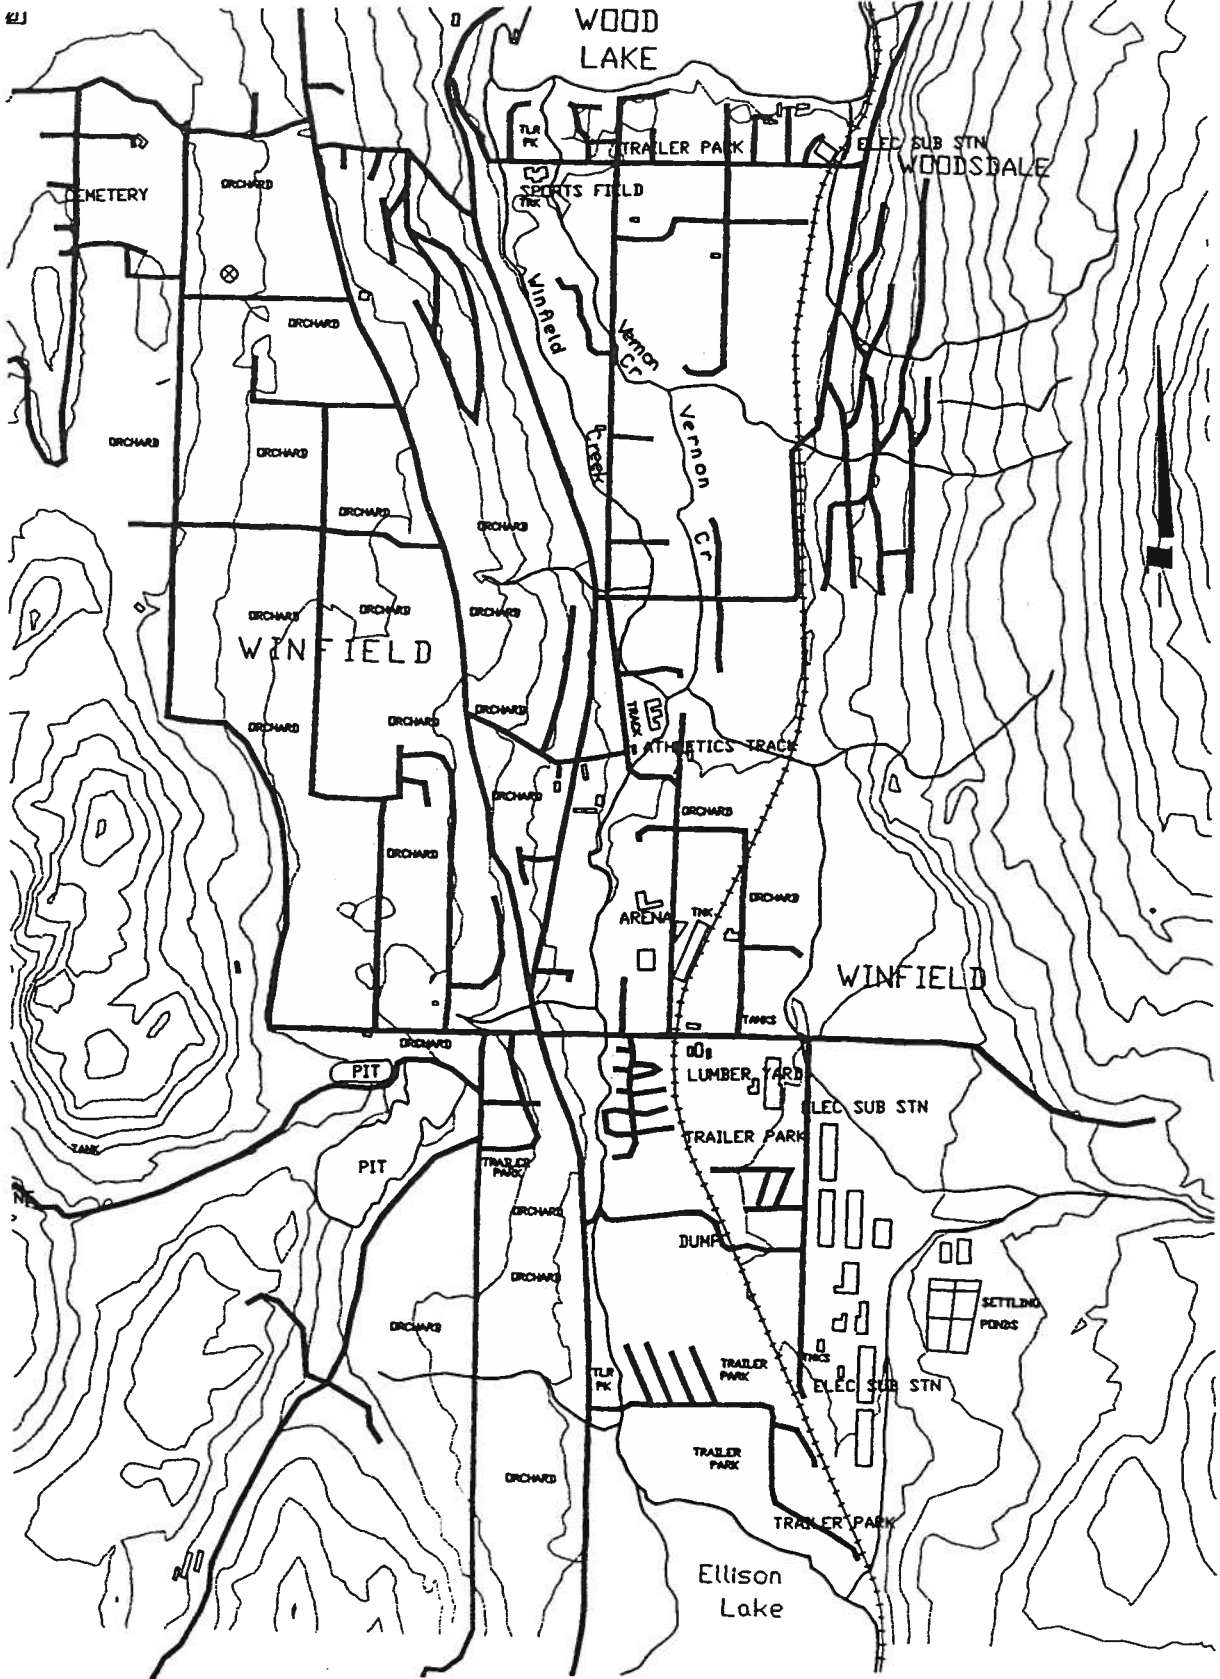 WOOD
LAKE
TLR
PK
TRAILER PARK
ELEC SUB STN
WOODSDALE
ORCHARD
SPORTS FIELD
TRK
EMETERY
Winfield
ORCHARD
Vernon
Cr
Vernon
ORCHARD
ORCHARD
Creek
ORCHARD
ORCHARD
Cr
ORCHARD
ORCHARD
ORCHARD
WINFIELD
ORCHARD
ORCHARD
ORCHARD
TRACK
ATHLETICS TRACK
ORCHARD
ORCHARD
ORCHARD
ORCHARD
ARENA
TNK
WINFIELD
TANKS
ORCHARD
PIT
LUMBER YARD
ELEC SUB STN
TRAILER PARK
TANK
PIT
TRAILER
PARK
ORCHARD
DUMP
ORCHARD
SETTLING
PONDS
ORCHARD
TNKS
TLR
PK
TRAILER
PARK
ELEC SUB STN
TRAILER
PARK
ORCHARD
TRAILER PARK
Ellison
Lake